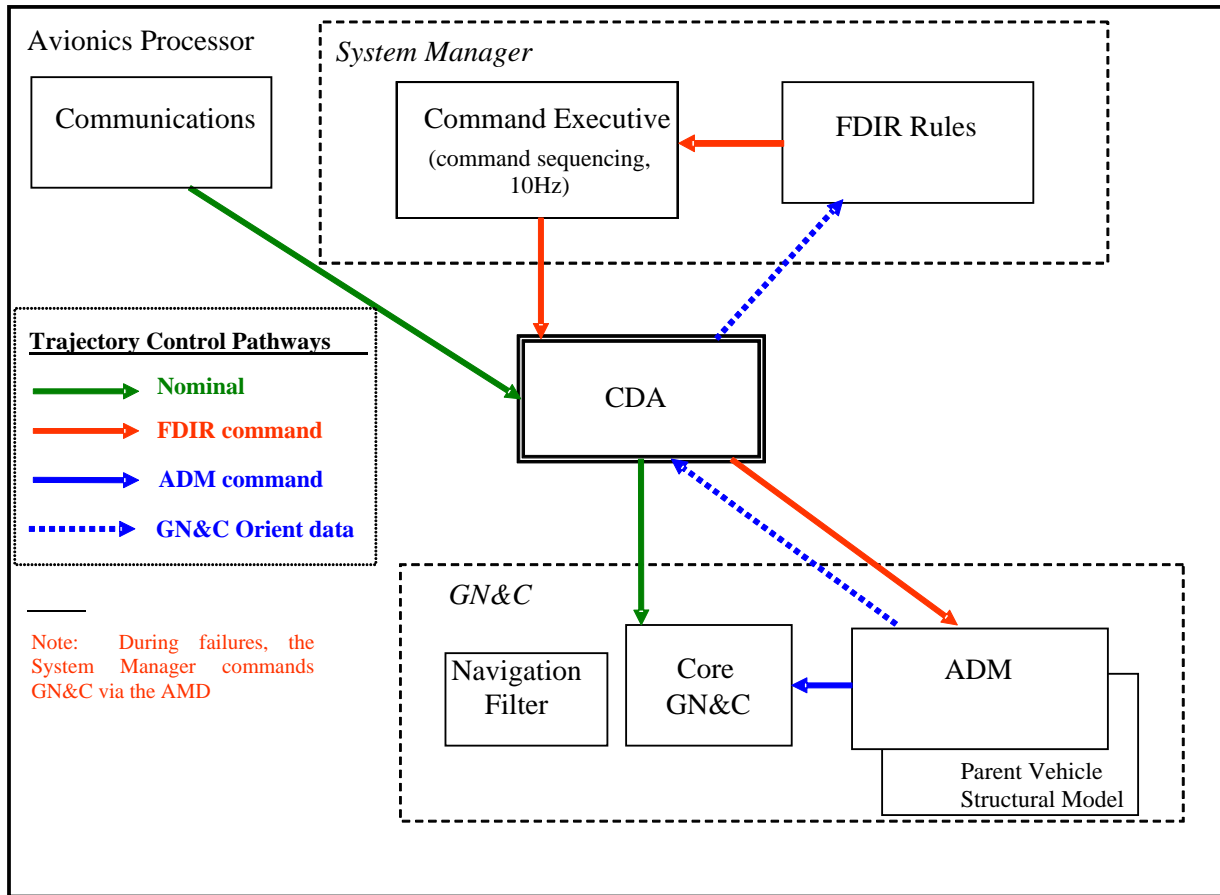 Avionics Processor
System Manager
Communications
Command Executive
(command sequencing,
10Hz)
FDIR Rules
Trajectory Control Pathways
Nominal
FDIR command
ADM command
GN&C Orient data
CDA
Note: During failures, the
System Manager commands
GN&C via the AMD
GN&C
Navigation
Filter
Core
GN&C
ADM
Parent Vehicle
Structural Model